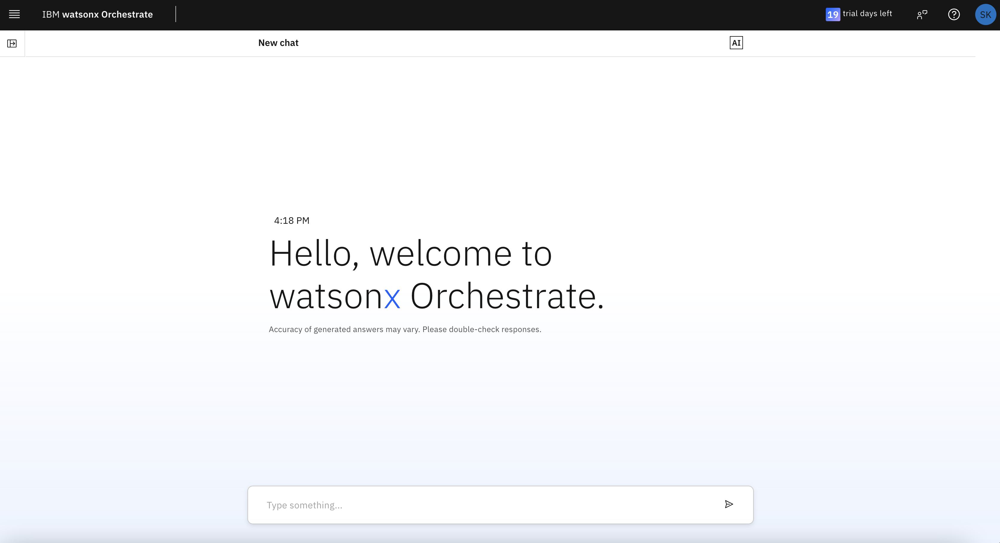 IBM watsonx Orchestrate
19 trial days left
SK
New chat
AI
4:18 PM
Hello, welcome to
watsonx Orchestrate.
Accuracy of generated answers may vary. Please double-check responses.
Type something...